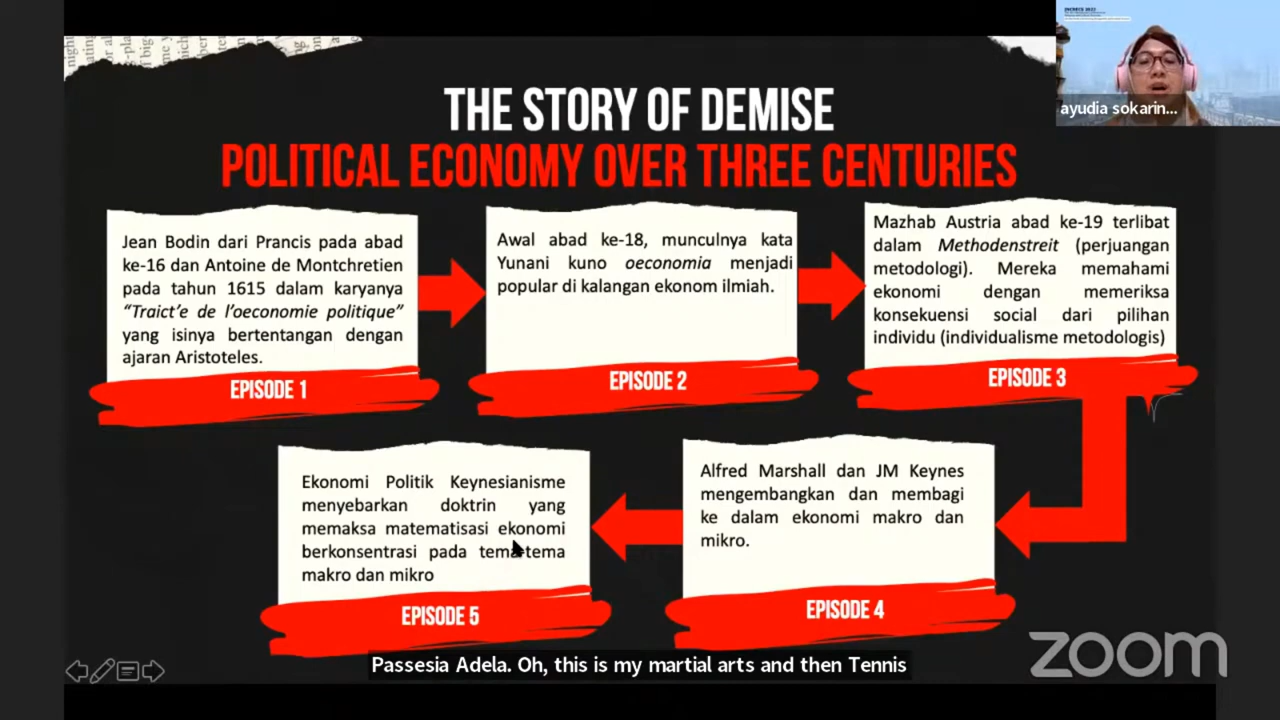 THE STORY OF DEMISE
POLITICAL ECONOMY OVER THREE CENTURIES
ayudia sokarin...
Jean Bodin dari Prancis pada abad
ke-16 dan Antoine de Montchretien
pada tahun 1615 dalam karyanya
“Traict’e de l’oeconomie politique”
yang isinya bertentangan dengan
ajaran Aristoteles.
EPISODE 1
Awal abad ke-18, munculnya kata
Yunani kuno oeconomia menjadi
popular di kalangan ekonom ilmiah.
EPISODE 2
Mazhab Austria abad ke-19 terlibat
dalam Methodenstreit (perjuangan
metodologi). Mereka memahami
ekonomi dengan memeriksa
konsekuensi social dari pilihan
individu (individualisme metodologis)
EPISODE 3
Alfred Marshall dan JM Keynes
mengembangkan dan membagi
ke dalam ekonomi makro dan
mikro.
EPISODE 4
Ekonomi Politik Keynesianisme
menyebarkan doktrin yang
memaksa matematisasi ekonomi
berkonsentrasi pada tema-tema
makro dan mikro
EPISODE 5
zoom
Passesia Adela. Oh, this is my martial arts and then Tennis